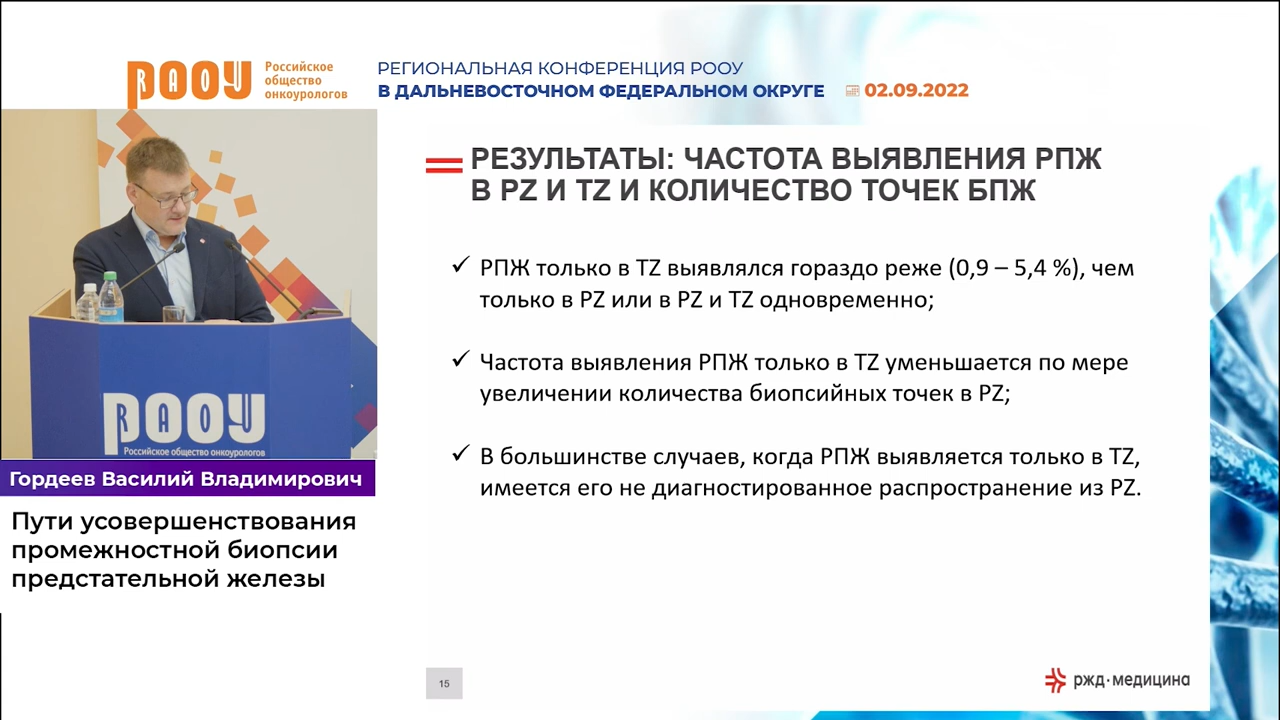 РООУ
RAOU
Российское
общество
онкоурологов
РЕГИОНАЛЬНАЯ КОНФЕРЕНЦИЯ РООУ
В ДАЛЬНЕВОСТОЧНОМ ФЕДЕРАЛЬНОМ ОКРУГЕ 02.09.2022
РЕЗУЛЬТАТЫ: ЧАСТОТА ВЫЯВЛЕНИЯ РПЖ
В PZ И TZ И КОЛИЧЕСТВО ТОЧЕК БПЖ
✓ РПЖ только в TZ выявлялся гораздо реже (0,9 – 5,4 %), чем
только в PZ или в PZ и TZ одновременно;
✓ Частота выявления РПЖ только в TZ уменьшается по мере
увеличении количества биопсийных точек в PZ;
✓ В большинстве случаев, когда РПЖ выявляется только в TZ,
имеется его не диагностированное распространение из PZ.
РООУ
RAOU
Российское общество онкоурологов
Гордеев Василий Владимирович
Пути усовершенствования
промежностной биопсии
предстательной железы
15
ржд·медицина